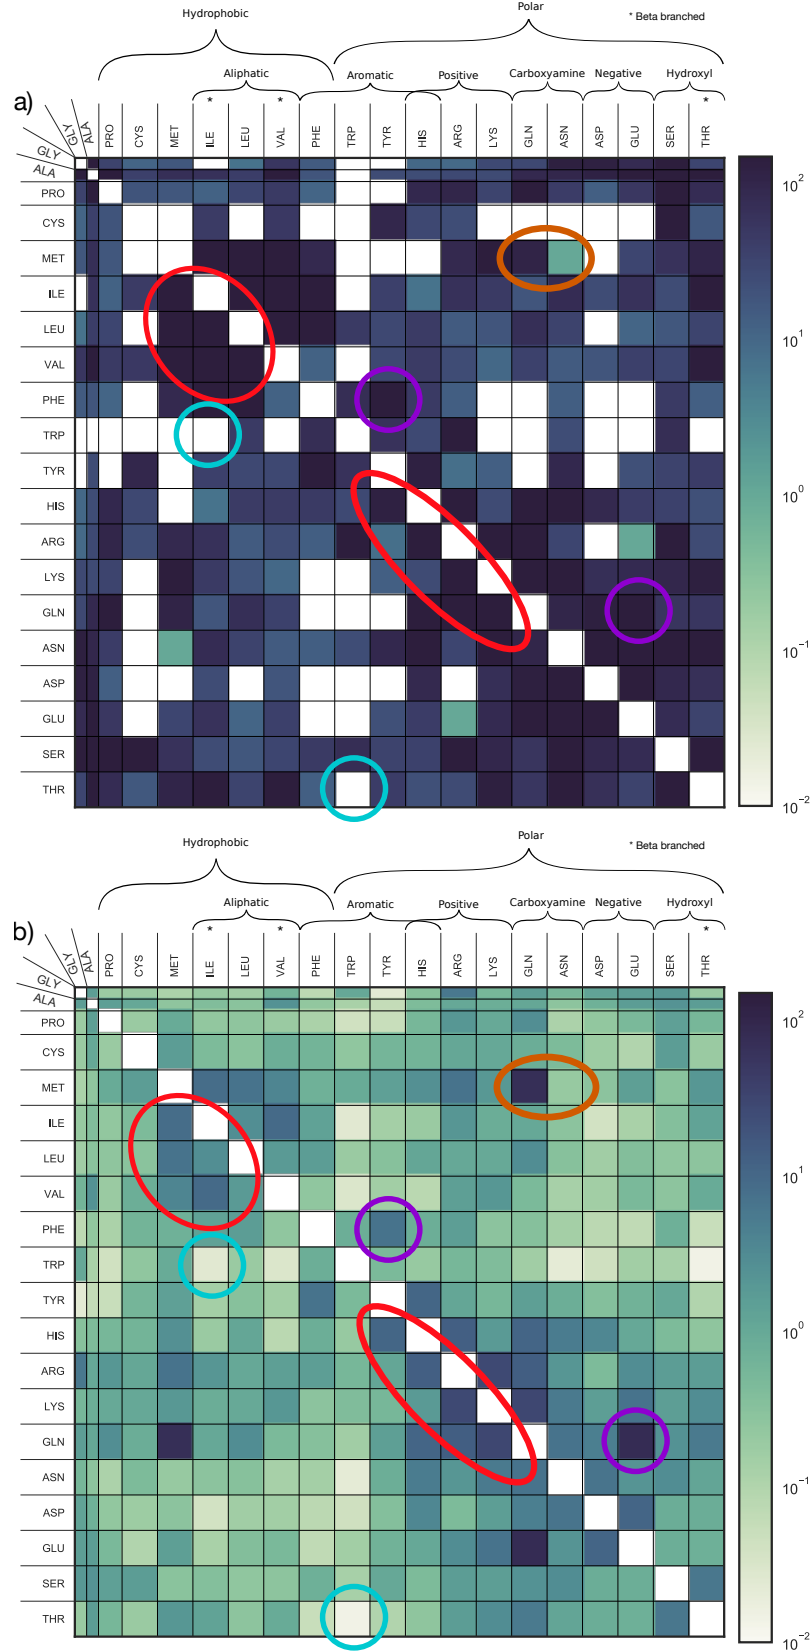 Hydrophobic
Polar
* Beta branched
Aliphatic
Aromatic
Positive
Carboxyamine
Negative
Hydroxyl
a)
* * *
GLY ALA PRO CYS MET ILE LEU VAL PHE TRP TYR HIS ARG LYS GLN ASN ASP GLU SER THR
GLY
ALA
PRO
CYS
MET
ILE
LEU
VAL
PHE
TRP
TYR
HIS
ARG
LYS
GLN
ASN
ASP
GLU
SER
THR
10²
10¹
10⁰
10⁻¹
10⁻²
Hydrophobic
Polar
* Beta branched
Aliphatic
Aromatic
Positive
Carboxyamine
Negative
Hydroxyl
b)
* * *
GLY ALA PRO CYS MET ILE LEU VAL PHE TRP TYR HIS ARG LYS GLN ASN ASP GLU SER THR
GLY
ALA
PRO
CYS
MET
ILE
LEU
VAL
PHE
TRP
TYR
HIS
ARG
LYS
GLN
ASN
ASP
GLU
SER
THR
10²
10¹
10⁰
10⁻¹
10⁻²